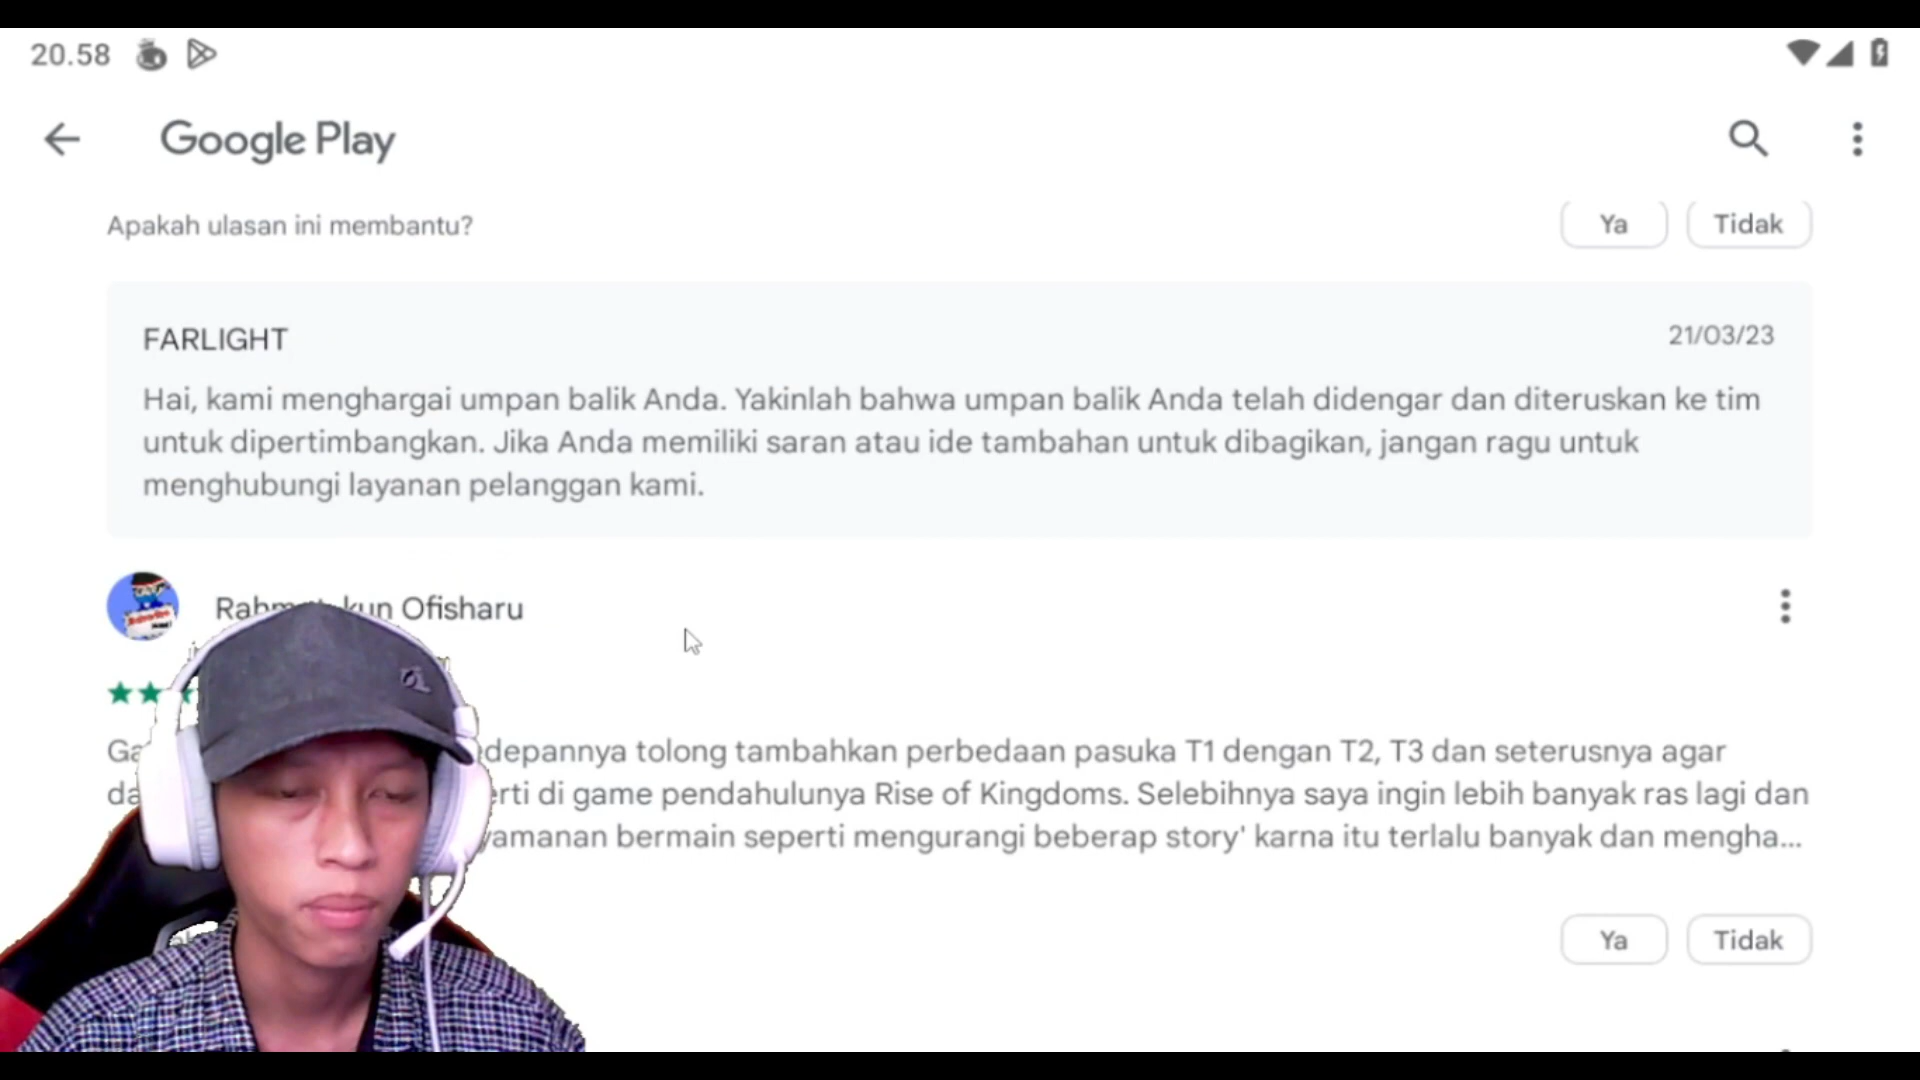 20.58
Google Play
Apakah ulasan ini membantu?
Ya
Tidak
FARLIGHT
21/03/23
Hai, kami menghargai umpan balik Anda. Yakinlah bahwa umpan balik Anda telah didengar dan diteruskan ke tim
untuk dipertimbangkan. Jika Anda memiliki saran atau ide tambahan untuk dibagikan, jangan ragu untuk
menghubungi layanan pelanggan kami.
Ofisharu
tolong tambahkan perbedaan pasuka T1 dengan T2, T3 dan seterusnya agar
di game pendahulunya Rise of Kingdoms. Selebihnya saya ingin lebih banyak ras lagi dan
bermain seperti mengurangi beberap story' karna itu terlalu banyak dan mengha...
Ya
Tidak